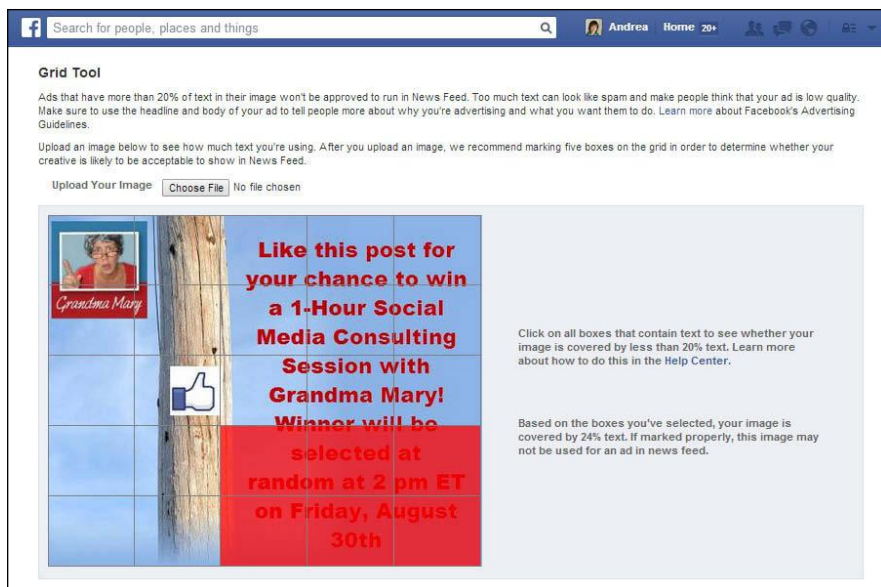 Search for people, places and things
Andrea Home 20+
Grid Tool
Ads that have more than 20% of text in their image won't be approved to run in News Feed. Too much text can look like spam and make people think that your ad is low quality.
Make sure to use the headline and body of your ad to tell people more about why you're advertising and what you want them to do. Learn more about Facebook's Advertising
Guidelines.
Upload an image below to see how much text you're using. After you upload an image, we recommend marking five boxes on the grid in order to determine whether your
creative is likely to be acceptable to show in News Feed.
Upload Your Image Choose File No file chosen
Grandma Mary
Like this post for
your chance to win
a 1-Hour Social
Media Consulting
Session with
Grandma Mary!
Winner will be
selected at
random at 2 pm ET
on Friday, August
30th
Click on all boxes that contain text to see whether your
image is covered by less than 20% text. Learn more
about how to do this in the Help Center.
Based on the boxes you've selected, your image is
covered by 24% text. If marked properly, this image may
not be used for an ad in news feed.